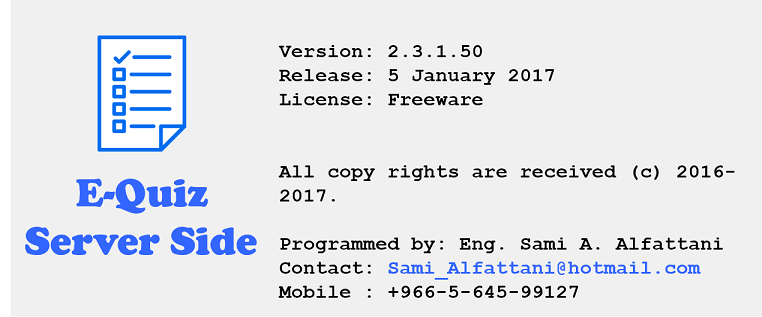 E-Quiz
Server Side
Version: 2.3.1.50
Release: 5 January 2017
License: Freeware
All copy rights are received (c) 2016-
2017.
Programmed by: Eng. Sami A. Alfattani
Contact: Sami_Alfattani@hotmail.com
Mobile : +966-5-645-99127